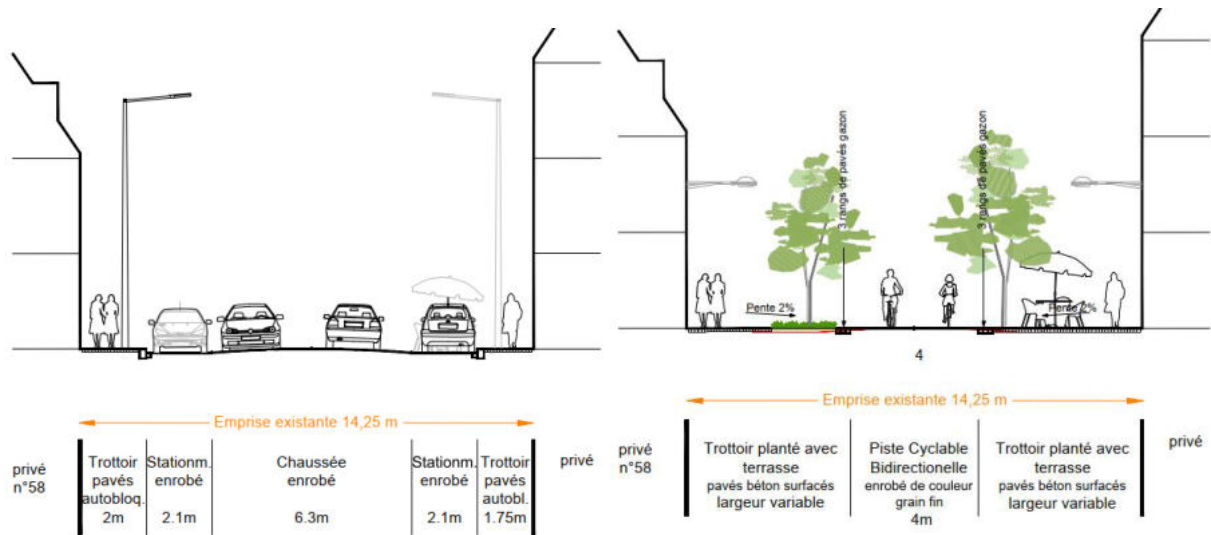 3 rangs de pavés gazon
3 rangs de pavés gazon
Pente 2%
Pente 2%
4
Emprise existante 14,25 m
Emprise existante 14,25 m
privé
n°58
Trottoir
pavés
autobloq.
2m
Stationm.
enrobé
2.1m
Chaussée
enrobé
6.3m
Stationm.
enrobé
2.1m
Trottoir
pavés
autobl.
1.75m
privé
privé
n°58
Trottoir planté avec
terrasse
pavés béton surfacés
largeur variable
Piste Cyclable
Bidirectionelle
enrobé de couleur
grain fin
4m
Trottoir planté avec
terrasse
pavés béton surfacés
largeur variable
privé